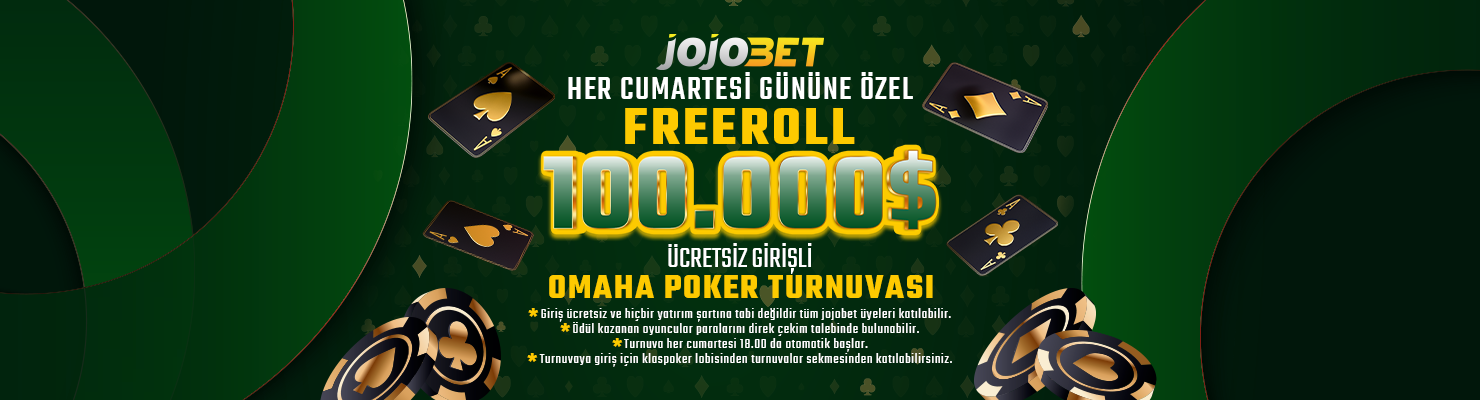 JOJOBET
HER CUMARTESİ GÜNÜNE ÖZEL
FREEROLL
100.000$
ÜCRETSİZ GİRİŞLİ
OMAHA POKER TURNUVASI
*Giriş ücretsiz ve hiçbir yatırım şartına tabi değildir tüm jojobet üyeleri katılabilir.
*Ödül kazanan oyuncular paralarını direk çekim talebinde bulunabilir.
*Turnuva her cumartesi 18.00 da otomatik başlar.
*Turnuvaya giriş için klaspoker lobisinden turnuvalar sekmesinden katılabilirsiniz.